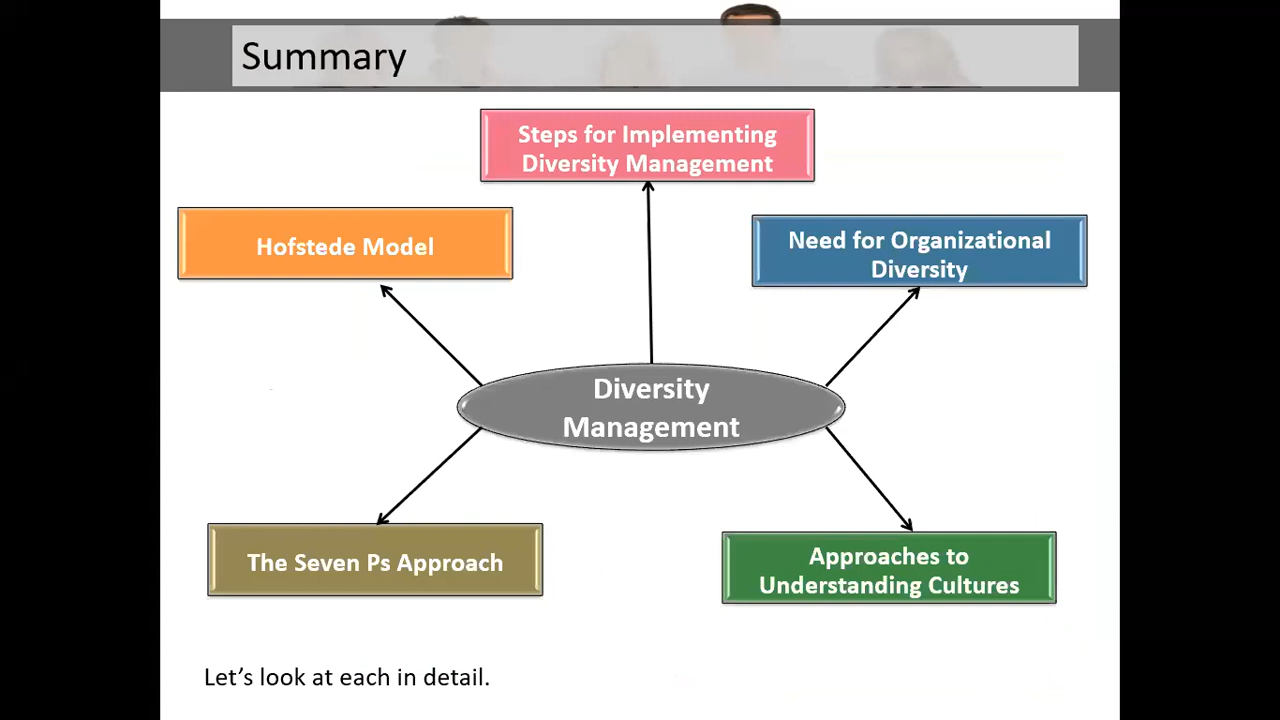 Summary
Steps for Implementing
Diversity Management
Hofstede Model
Need for Organizational
Diversity
Diversity
Management
The Seven Ps Approach
Approaches to
Understanding Cultures
Let’s look at each in detail.